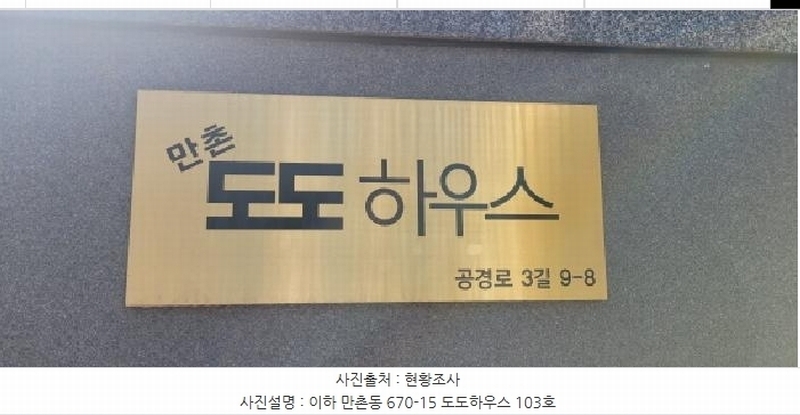 만촌
도도 하우스
공경로 3길 9-8
사진출처 : 현황조사
사진설명 : 이하 만촌동 670-15 도도하우스 103호